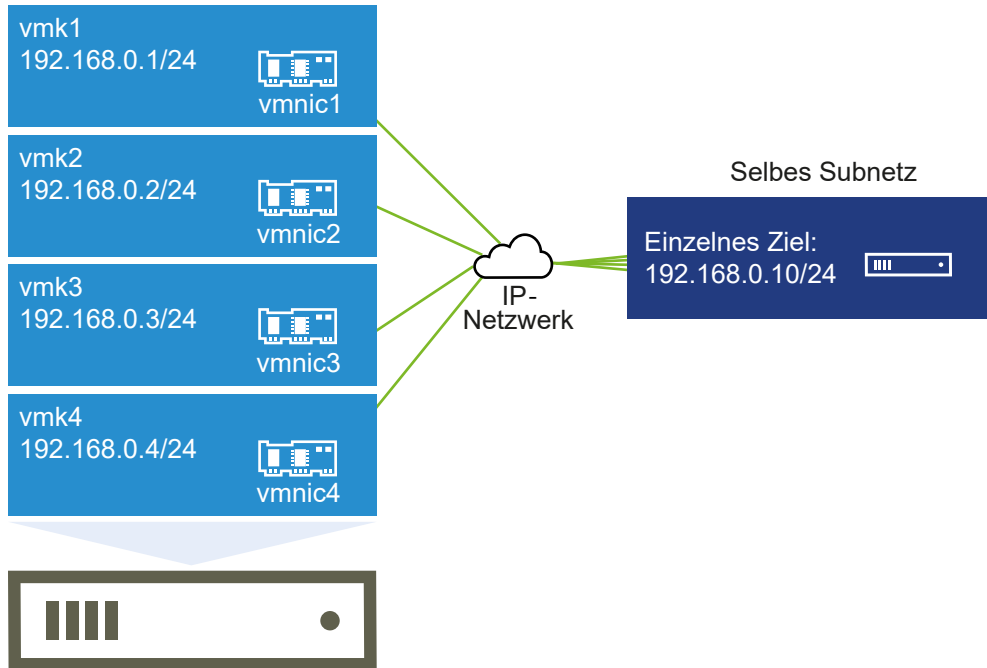 vmk1
192.168.0.1/24
vmnic1
vmk2
192.168.0.2/24
vmnic2
vmk3
192.168.0.3/24
vmnic3
vmk4
192.168.0.4/24
vmnic4
IP-
Netzwerk
Selbes Subnetz
Einzelnes Ziel:
192.168.0.10/24